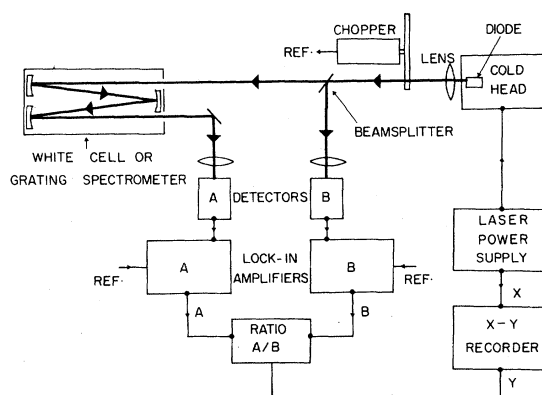 CHOPPER
DIODE
REF.
LENS
COLD
HEAD
BEAMSPLITTER
WHITE CELL OR
GRATING SPECTROMETER
A
DETECTORS
B
LASER
POWER
SUPPLY
A
LOCK-IN
AMPLIFIERS
B
REF.
REF.
X
A
B
X-Y
RECORDER
RATIO
A/B
Y